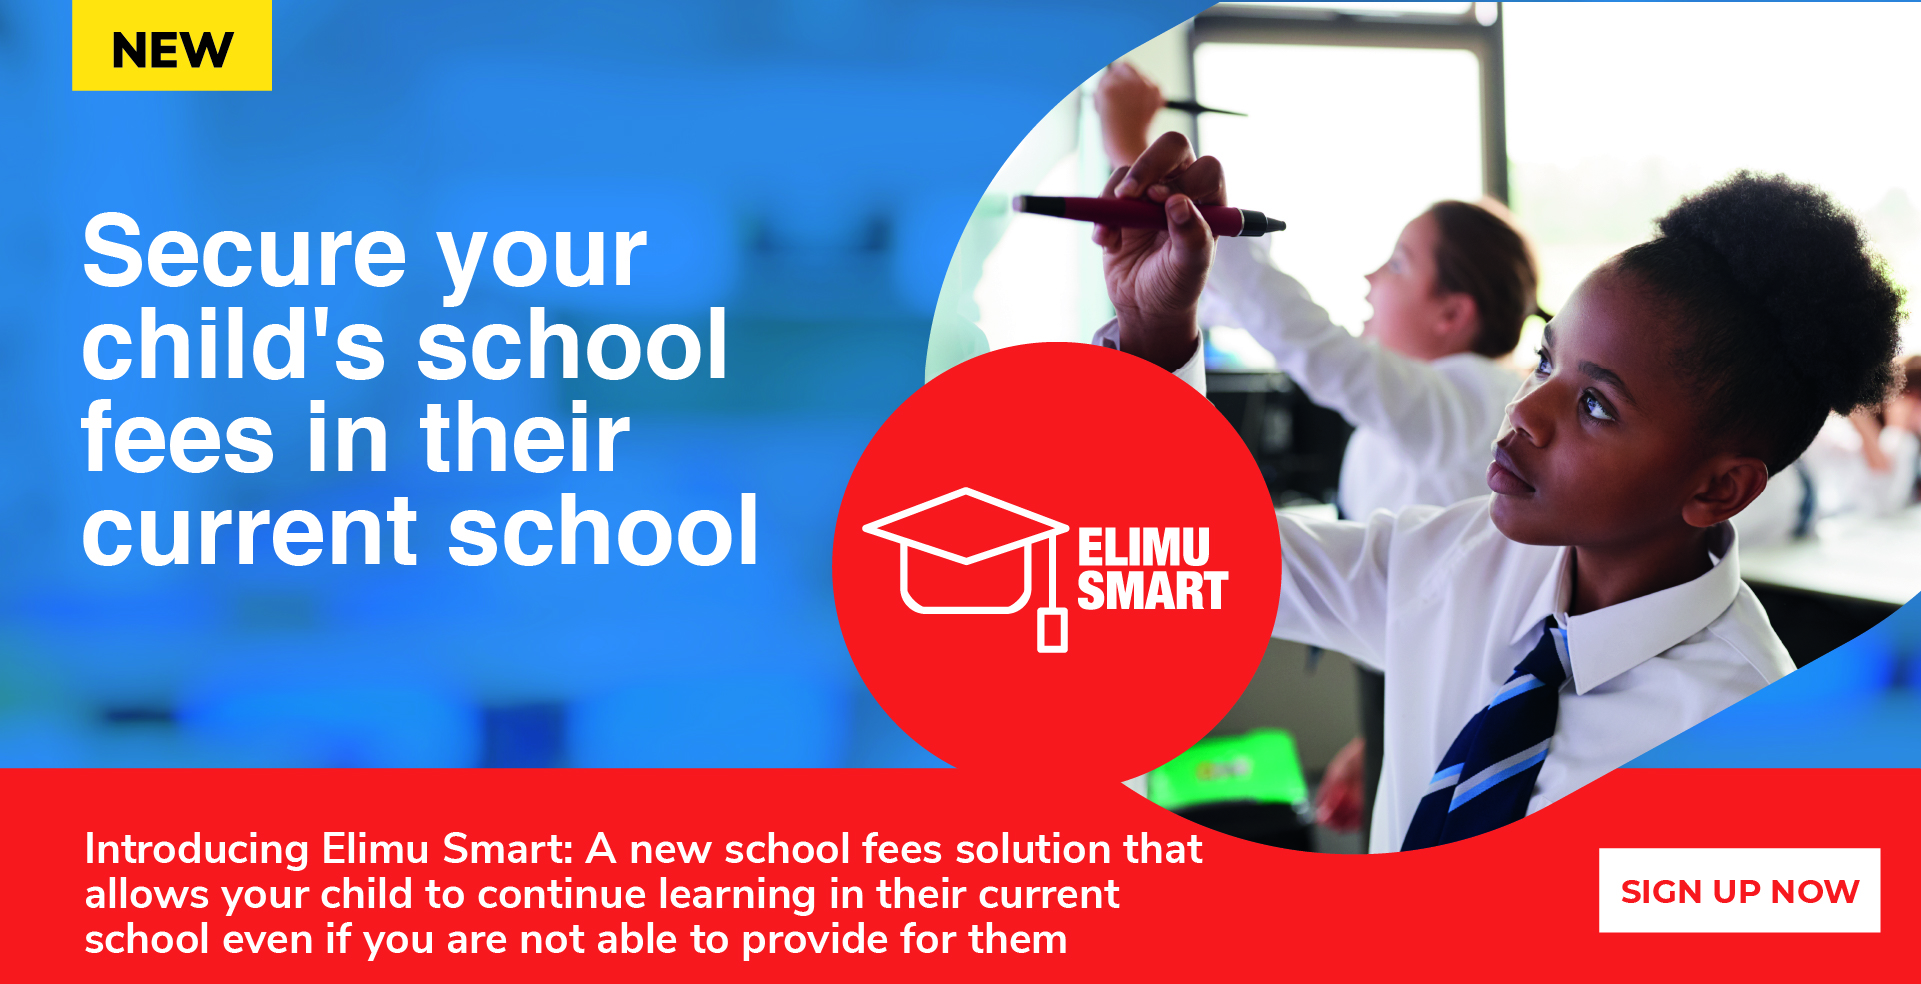 NEW
Secure your
child's school
fees in their
current school
ELIMU
SMART
Introducing Elimu Smart: A new school fees solution that
allows your child to continue learning in their current
school even if you are not able to provide for them
SIGN UP NOW